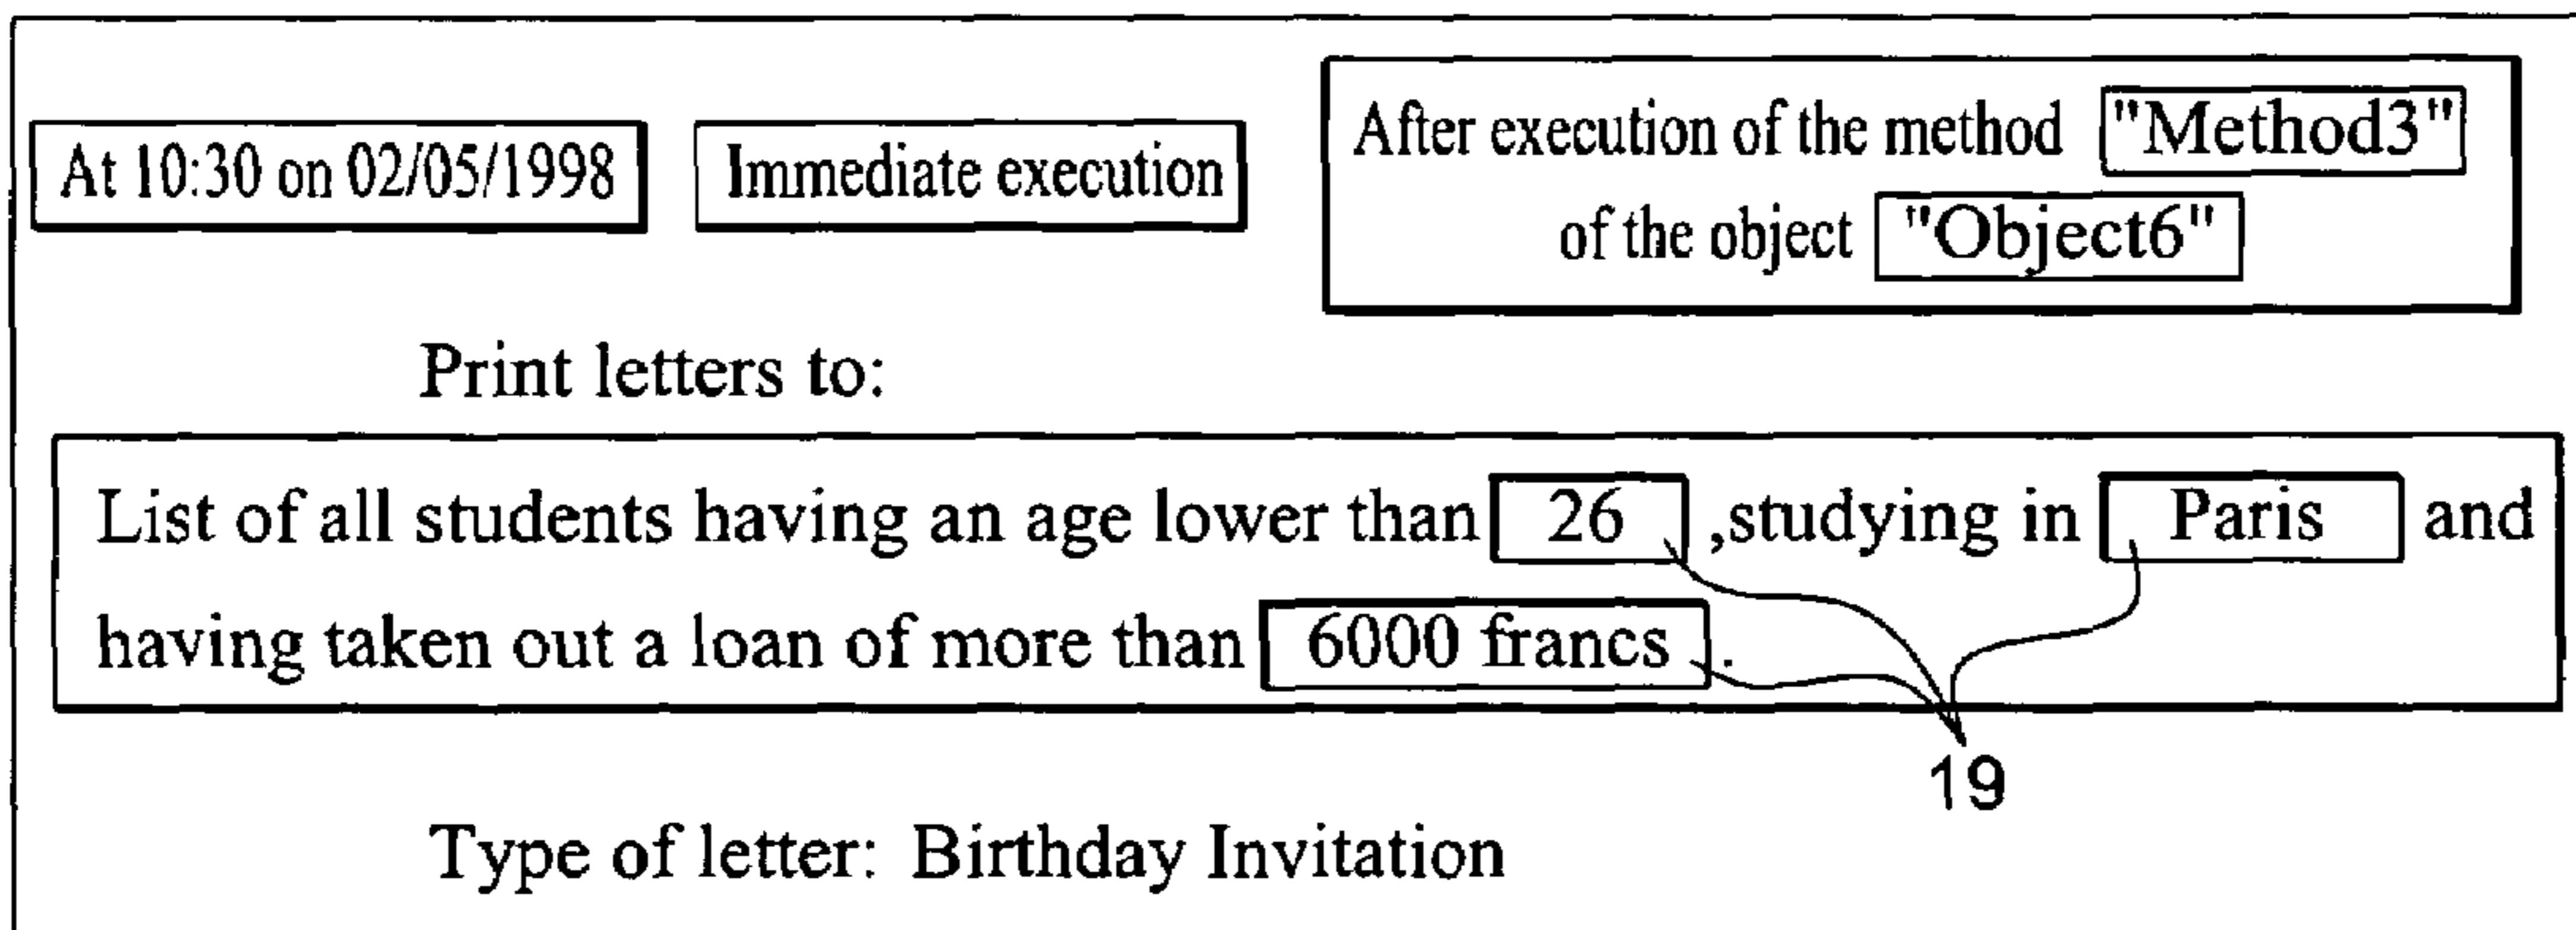 At 10:30 on 02/05/1998
Immediate execution
After execution of the method "Method3"
of the object "Object6"
Print letters to:
List of all students having an age lower than 26 ,studying in Paris and
having taken out a loan of more than 6000 francs .
19
Type of letter: Birthday Invitation